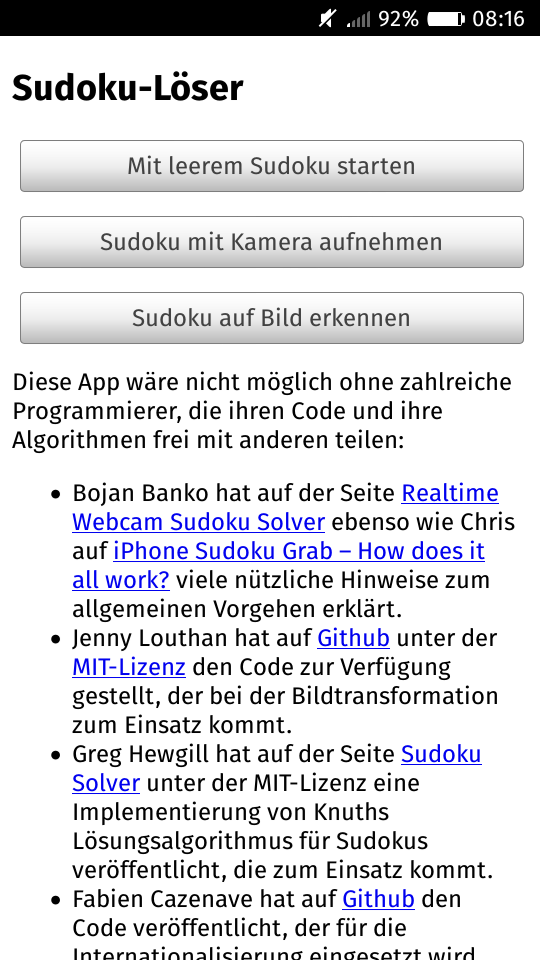 92% 08:16
Sudoku-Löser
Mit leerem Sudoku starten
Sudoku mit Kamera aufnehmen
Sudoku auf Bild erkennen
Diese App wäre nicht möglich ohne zahlreiche
Programmierer, die ihren Code und ihre
Algorithmen frei mit anderen teilen:
• Bojan Banko hat auf der Seite Realtime
Webcam Sudoku Solver ebenso wie Chris
auf iPhone Sudoku Grab – How does it
all work? viele nützliche Hinweise zum
allgemeinen Vorgehen erklärt.
• Jenny Louthan hat auf Github unter der
MIT-Lizenz den Code zur Verfügung
gestellt, der bei der Bildtransformation
zum Einsatz kommt.
• Greg Hewgill hat auf der Seite Sudoku
Solver unter der MIT-Lizenz eine
Implementierung von Knuths
Lösungsalgorithmus für Sudokus
veröffentlicht, die zum Einsatz kommt.
• Fabien Cazenave hat auf Github den
Code veröffentlicht, der für die
Internationalisierung eingesetzt wird